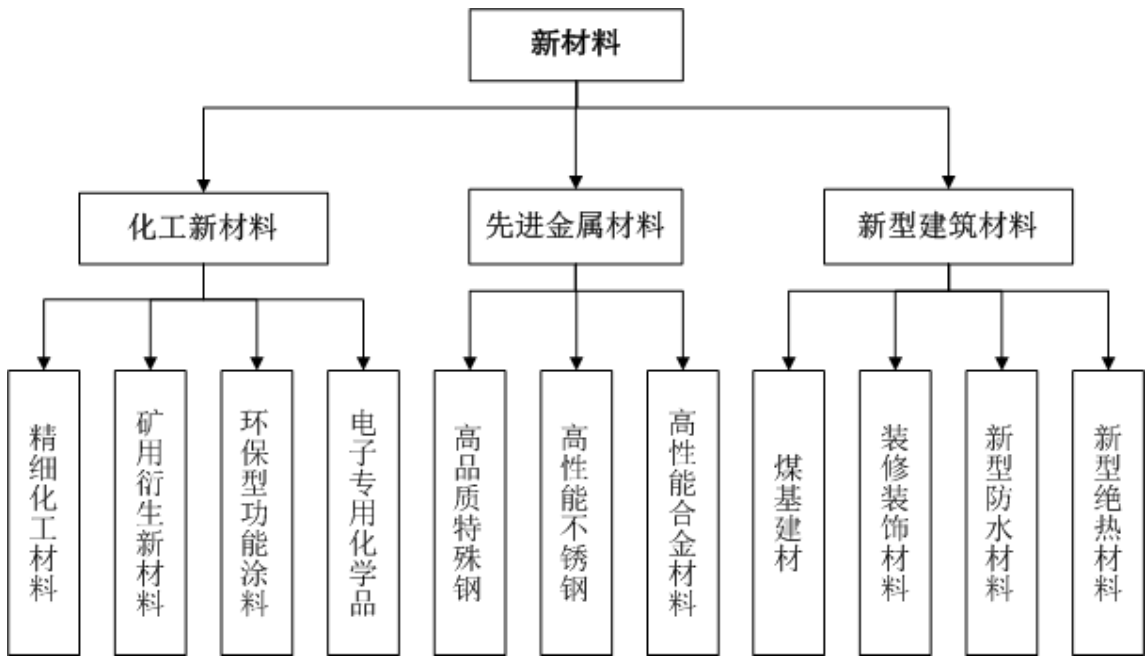 新材料
化工新材料
先进金属材料
新型建筑材料
精细化工材料
矿用衍生新材料
环保型功能涂料
电子专用化学品
高品质特殊钢
高性能不锈钢
高性能合金材料
煤基建材
装修装饰材料
新型防水材料
新型绝热材料